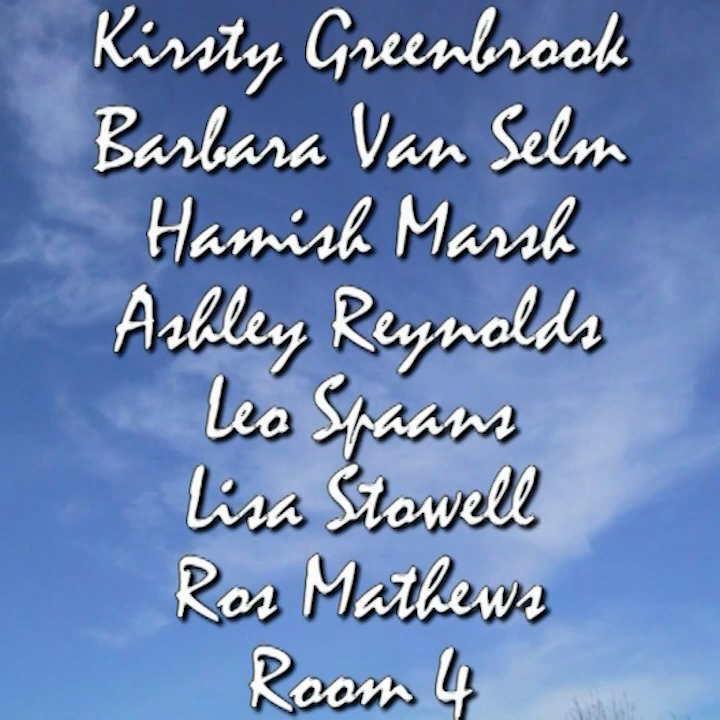 Kirsty Greenbrook
Barbara Van Selm
Hamish Marsh
Ashley Reynolds
Leo Spaans
Lisa Stowell
Ros Mathews
Room 4